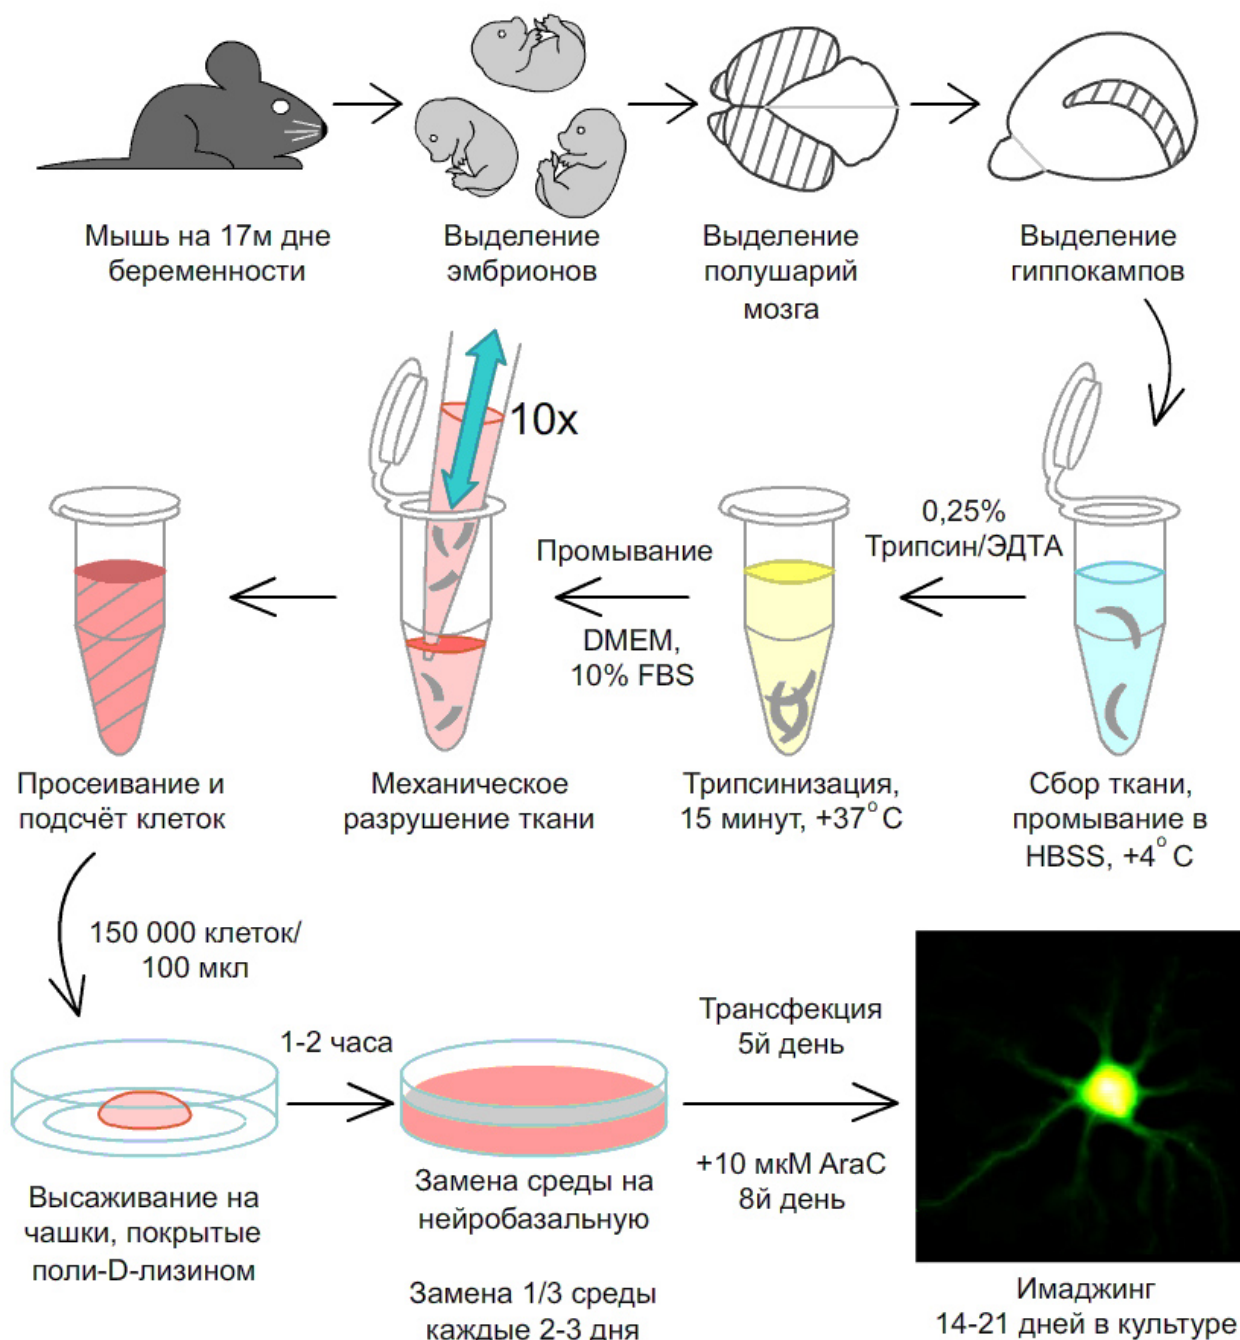 Мышь на 17м дне
беременности
Выделение
эмбрионов
Выделение
полушарий
мозга
Выделение
гиппокампов
10x
0,25%
Трипсин/ЭДТА
Промывание
DMEM,
10% FBS
Просеивание и
подсчёт клеток
Механическое
разрушение ткани
Трипсинизация,
15 минут, +37° C
Сбор ткани,
промывание в
HBSS, +4° C
150 000 клеток/
100 мкл
1-2 часа
Трансфекция
5й день
+10 мкМ AraC
8й день
Высаживание на
чашки, покрытые
поли-D-лизином
Замена среды на
нейробазальную
Замена 1/3 среды
каждые 2-3 дня
Имаджинг
14-21 дней в культуре